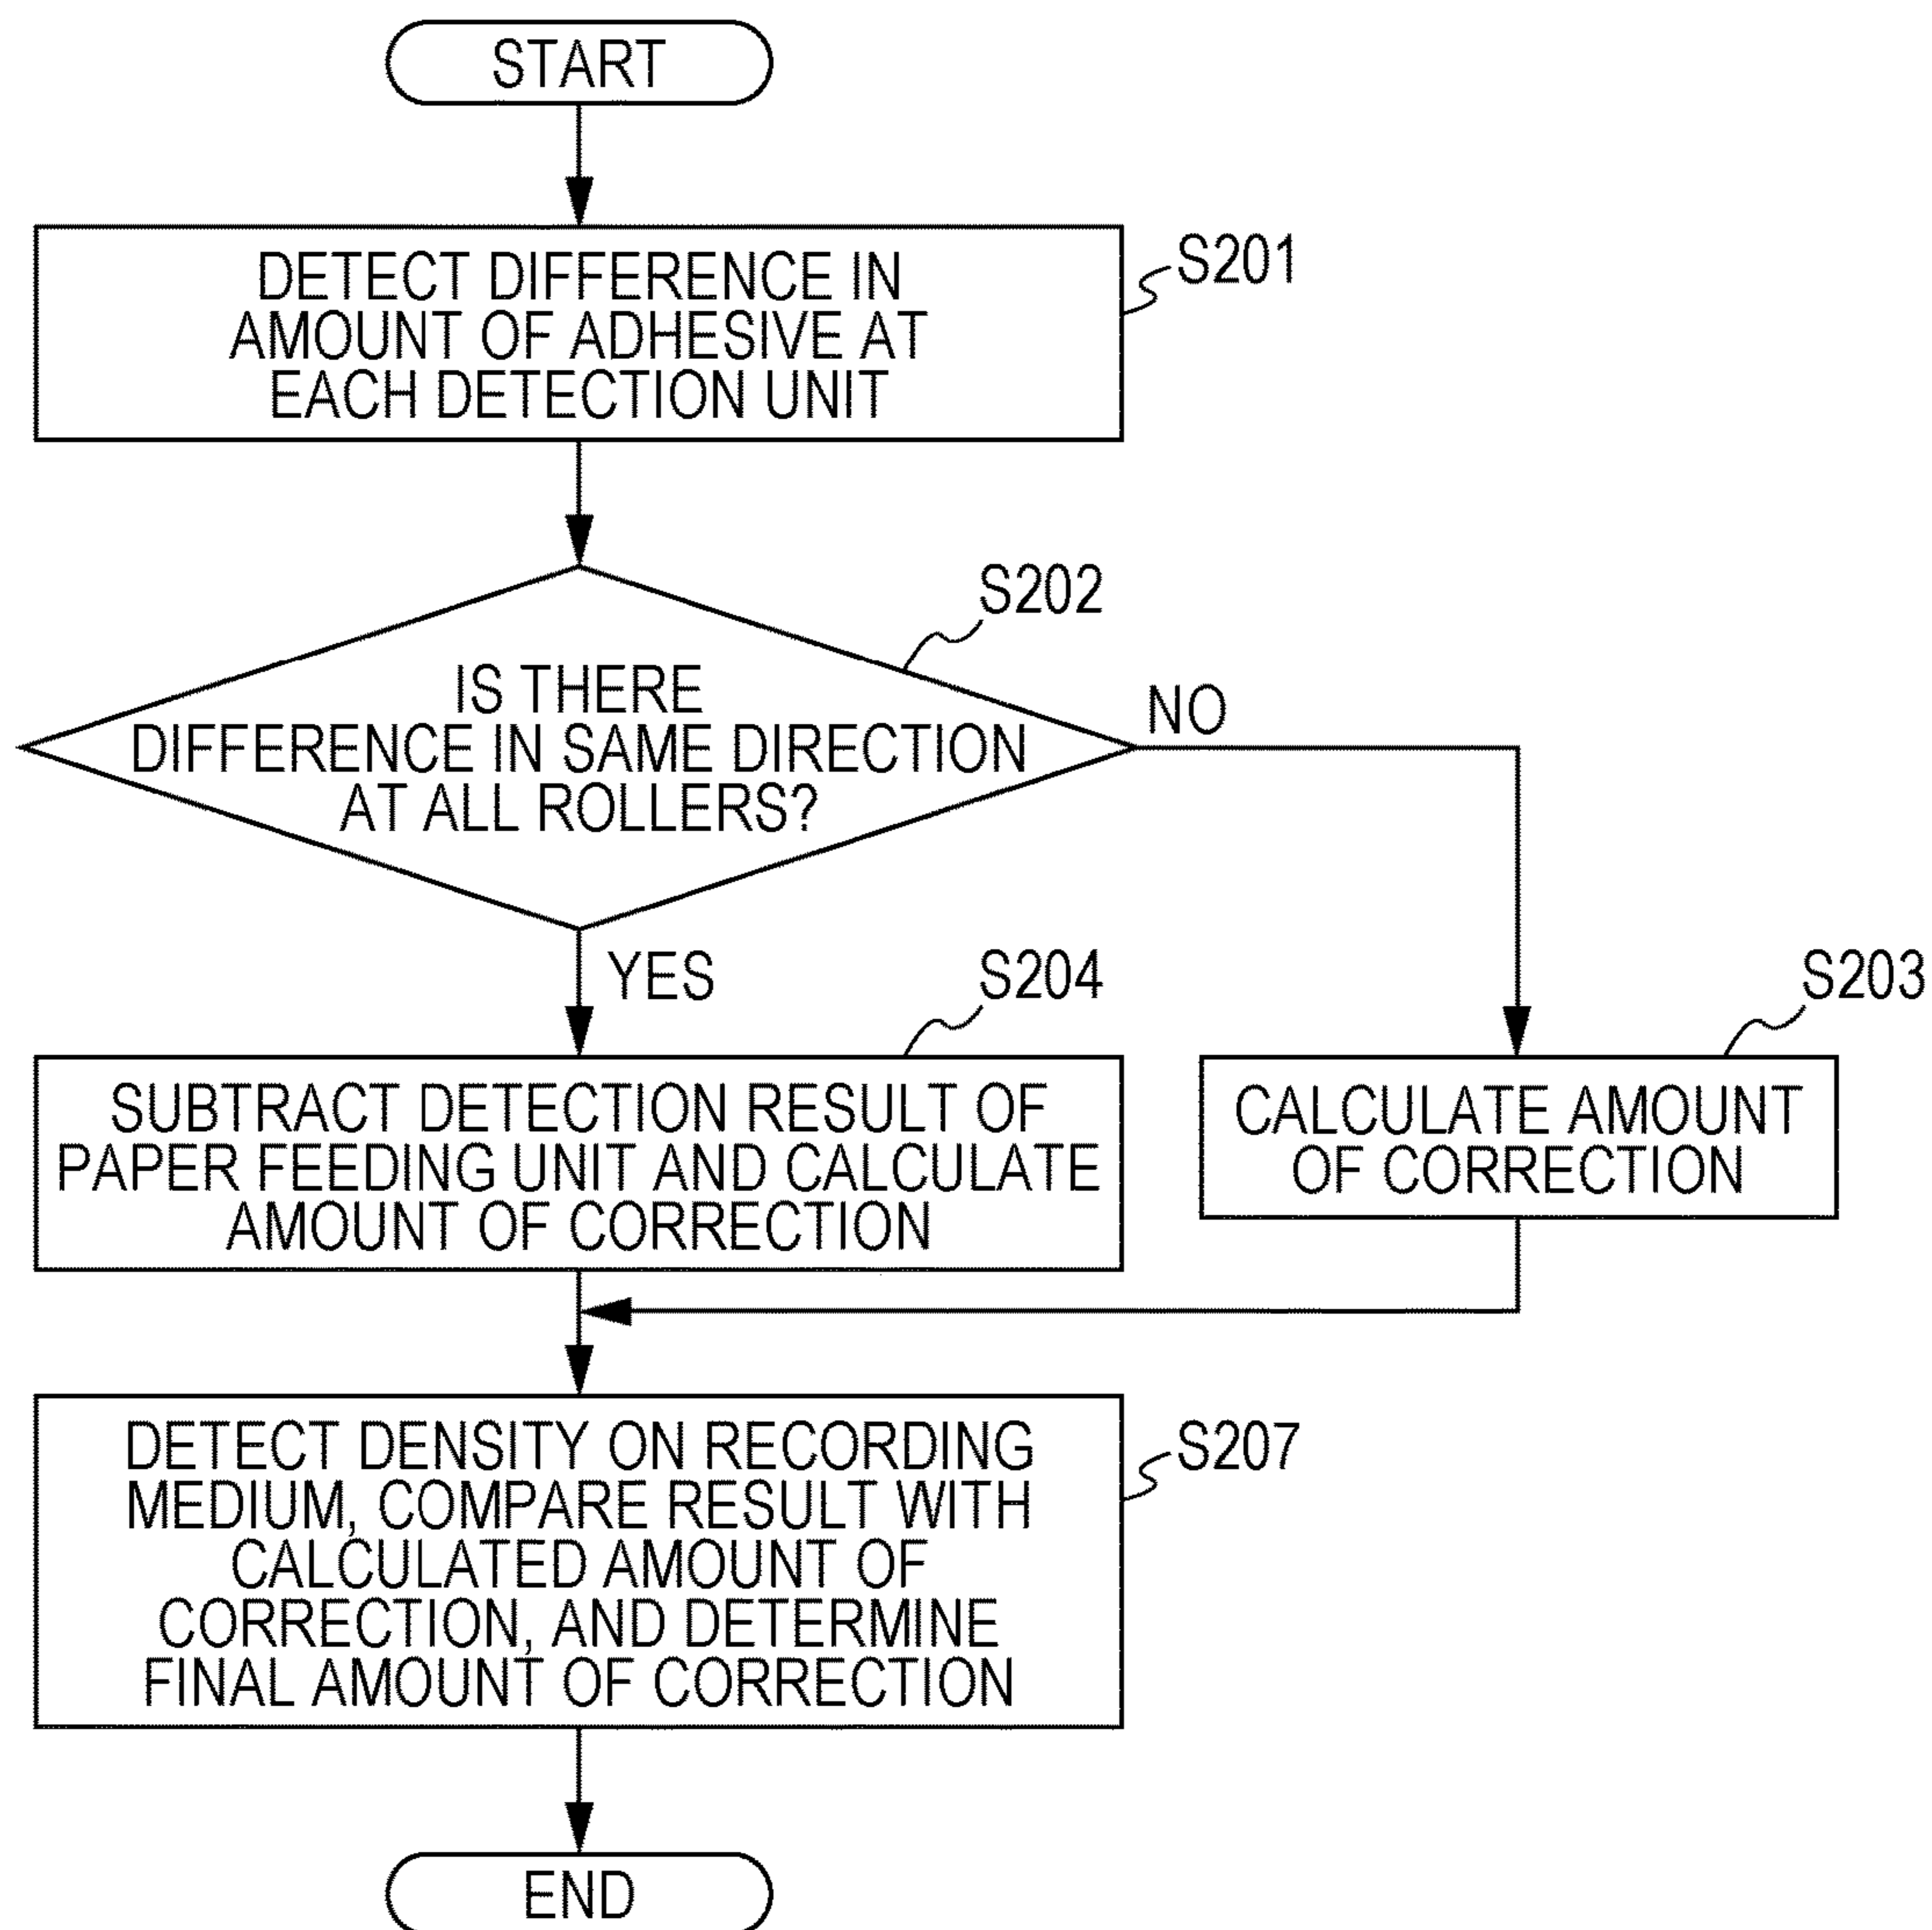 START
DETECT DIFFERENCE IN
AMOUNT OF ADHESIVE AT
EACH DETECTION UNIT
S201
S202
IS THERE
DIFFERENCE IN SAME DIRECTION
AT ALL ROLLERS?
NO
YES
S204
S203
SUBTRACT DETECTION RESULT OF
PAPER FEEDING UNIT AND CALCULATE
AMOUNT OF CORRECTION
CALCULATE AMOUNT
OF CORRECTION
DETECT DENSITY ON RECORDING
MEDIUM, COMPARE RESULT WITH
CALCULATED AMOUNT OF
CORRECTION, AND DETERMINE
FINAL AMOUNT OF CORRECTION
S207
END